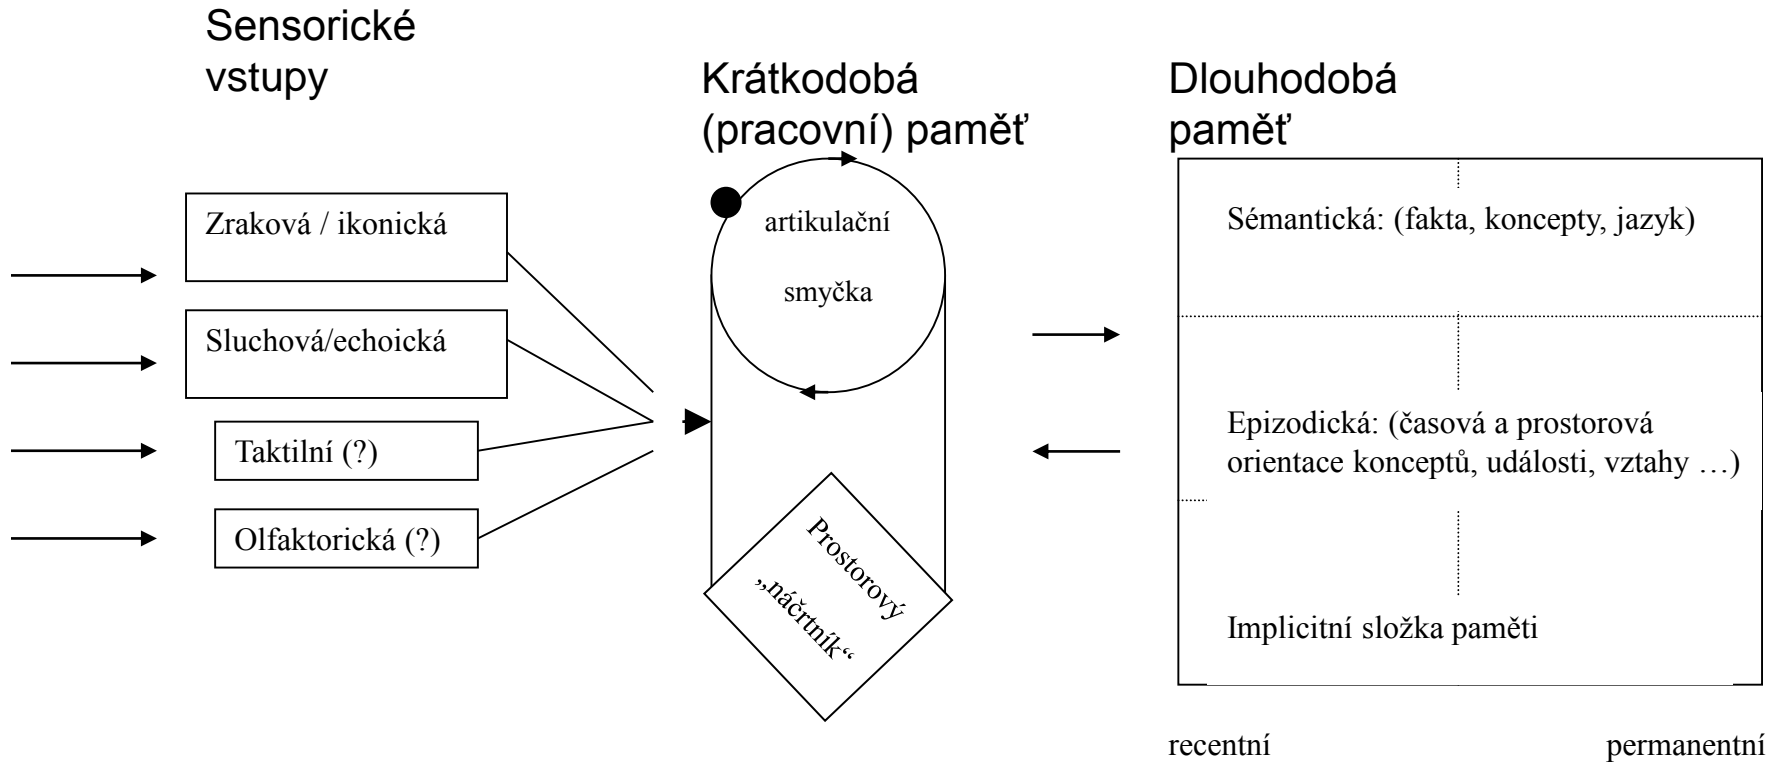 Sensorické
vstupy
Krátkodobá
(pracovní) paměť
Dlouhodobá
paměť
Zraková / ikonická
Sluchová/echoická
Taktilní (?)
Olfaktorická (?)
artikulační
smyčka
Prostorový
„náčrtník“
Sémantická: (fakta, koncepty, jazyk)
Epizodická: (časová a prostorová
orientace konceptů, události, vztahy …)
Implicitní složka paměti
recentní
permanentní